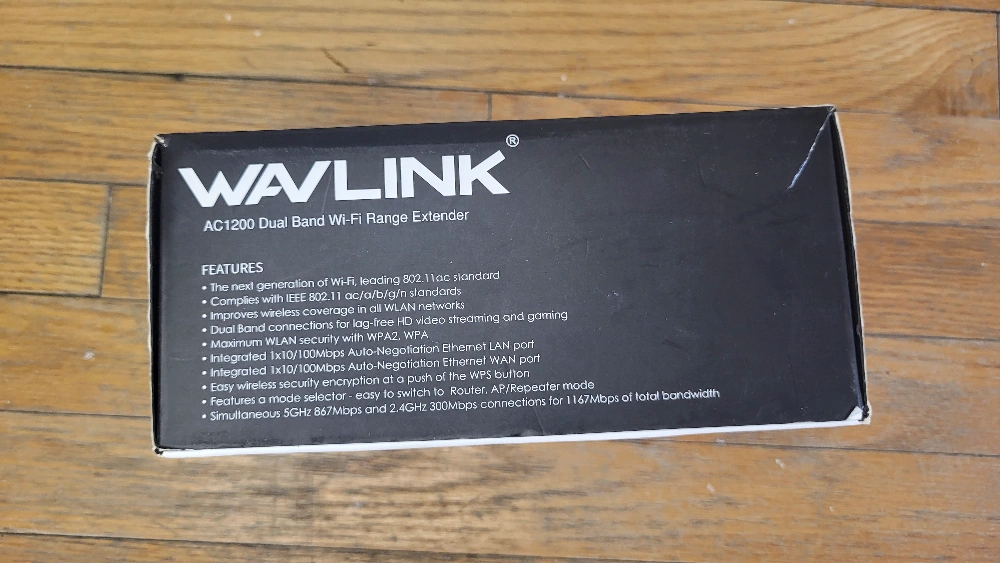 WAVLINK®
AC1200 Dual Band Wi-Fi Range Extender
FEATURES
• The next generation of Wi-Fi, leading 802.11ac standard
• Complies with IEEE 802.11 ac/a/b/g/n standards
• Improves wireless coverage in all WLAN networks
• Dual Band connections for lag-free HD video streaming and gaming
• Maximum WLAN security with WPA2, WPA
• Integrated 1x10/100Mbps Auto-Negotiation Ethernet LAN port
• Integrated 1x10/100Mbps Auto-Negotiation Ethernet WAN port
• Easy wireless security encryption at a push of the WPS button
• Features a mode selector - easy to switch to Router, AP/Repeater mode
• Simultaneous 5GHz 867Mbps and 2.4GHz 300Mbps connections for 1167Mbps of total bandwidth